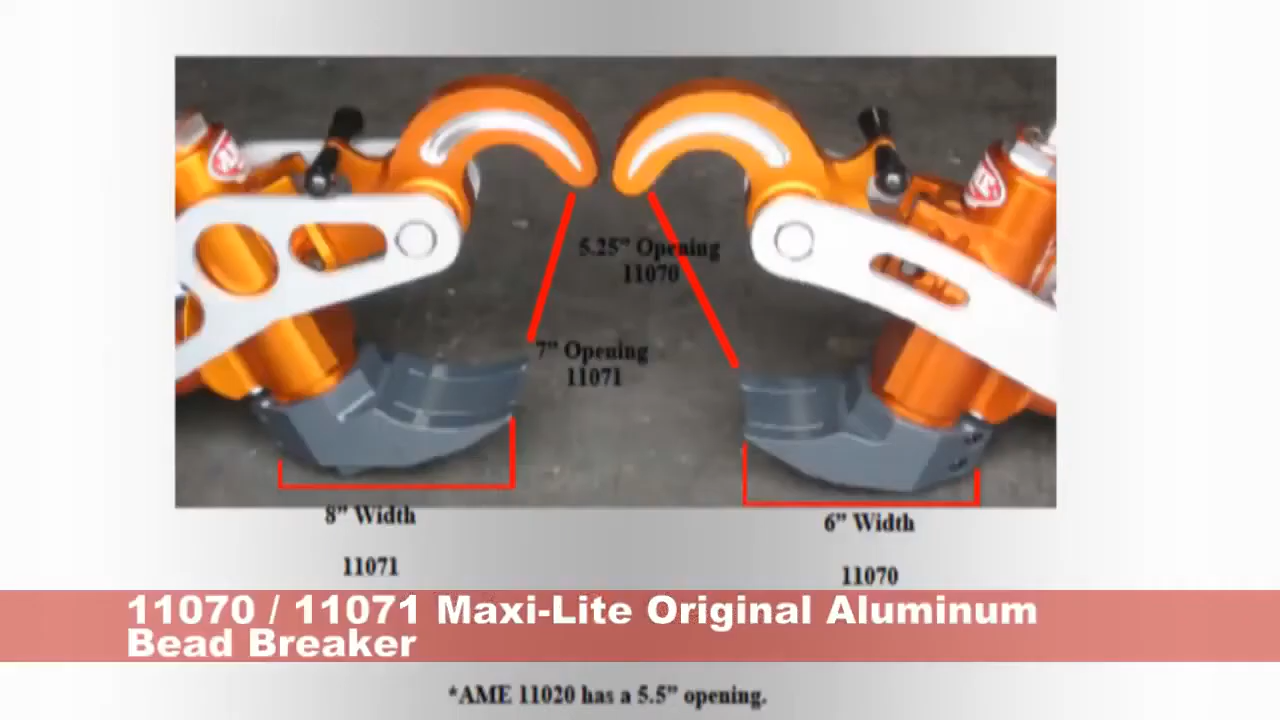 5.25” Opening
11070
7” Opening
11071
8” Width
11071
6” Width
11070
11070 / 11071 Maxi-Lite Original Aluminum
Bead Breaker
*AME 11020 has a 5.5” opening.